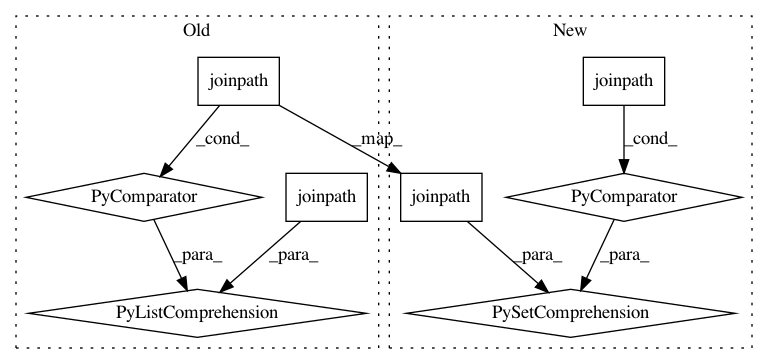 Old
New
joinpath
joinpath
_cond_
_map_
_cond_
PyComparator
joinpath
joinpath
PyComparator
_para_
_para_
_para_
_para_
PyListComprehension
PySetComprehension